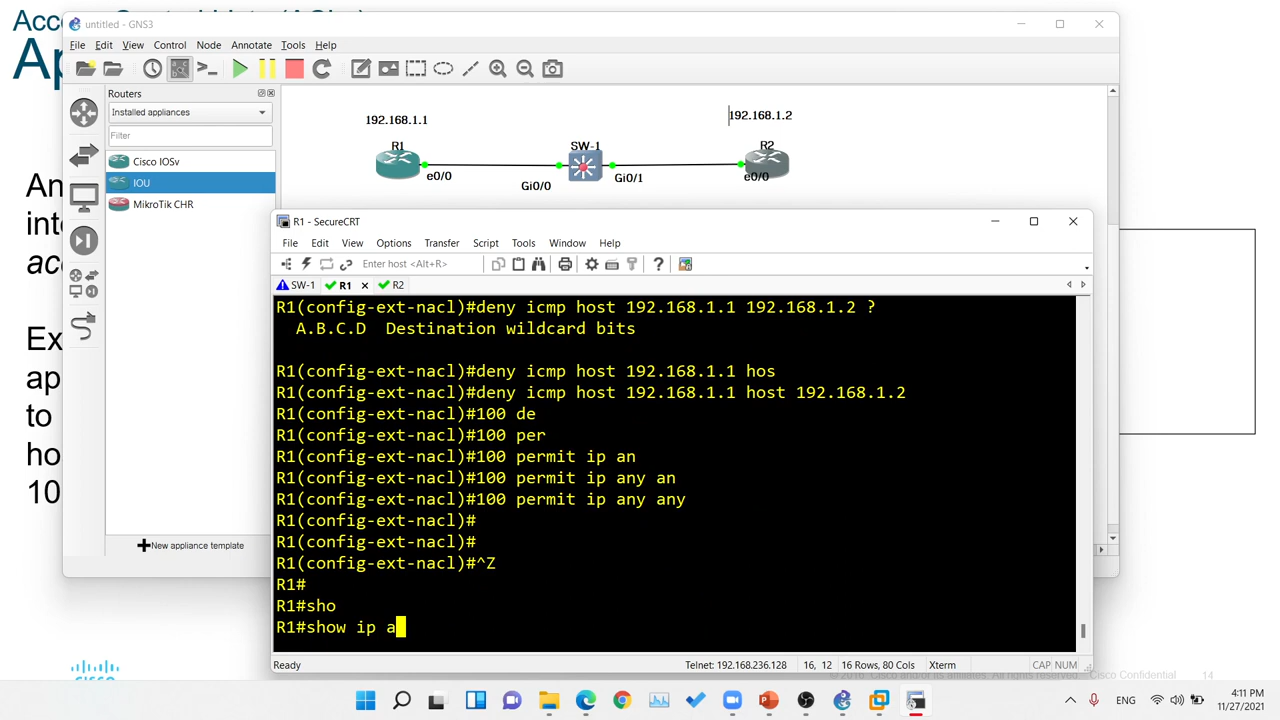 untitled - GNS3
File Edit View Control Node Annotate Tools Help
Routers
Installed appliances
Filter
Cisco IOSv
IOU
MikroTik CHR
New appliance template
192.168.1.1
192.168.1.2
R1
SW-1
R2
e0/0
Gi0/0
Gi0/1
e0/0
R1 - SecureCRT
File Edit View Options Transfer Script Tools Window Help
Enter host <Alt+R>
SW-1 R1 R2
R1(config-ext-nacl)#deny icmp host 192.168.1.1 192.168.1.2 ?
A.B.C.D Destination wildcard bits
R1(config-ext-nacl)#deny icmp host 192.168.1.1 hos
R1(config-ext-nacl)#deny icmp host 192.168.1.1 host 192.168.1.2
R1(config-ext-nacl)#100 de
R1(config-ext-nacl)#100 per
R1(config-ext-nacl)#100 permit ip an
R1(config-ext-nacl)#100 permit ip any an
R1(config-ext-nacl)#100 permit ip any any
R1(config-ext-nacl)#
R1(config-ext-nacl)#
R1(config-ext-nacl)#^Z
R1#
R1#sho
R1#show ip a
Ready Telnet: 192.168.236.128 16, 12 16 Rows, 80 Cols Xterm CAP NUM
An
int
ac
Ex
ap
to
ho
10
14
ENG
4:11 PM
11/27/2021